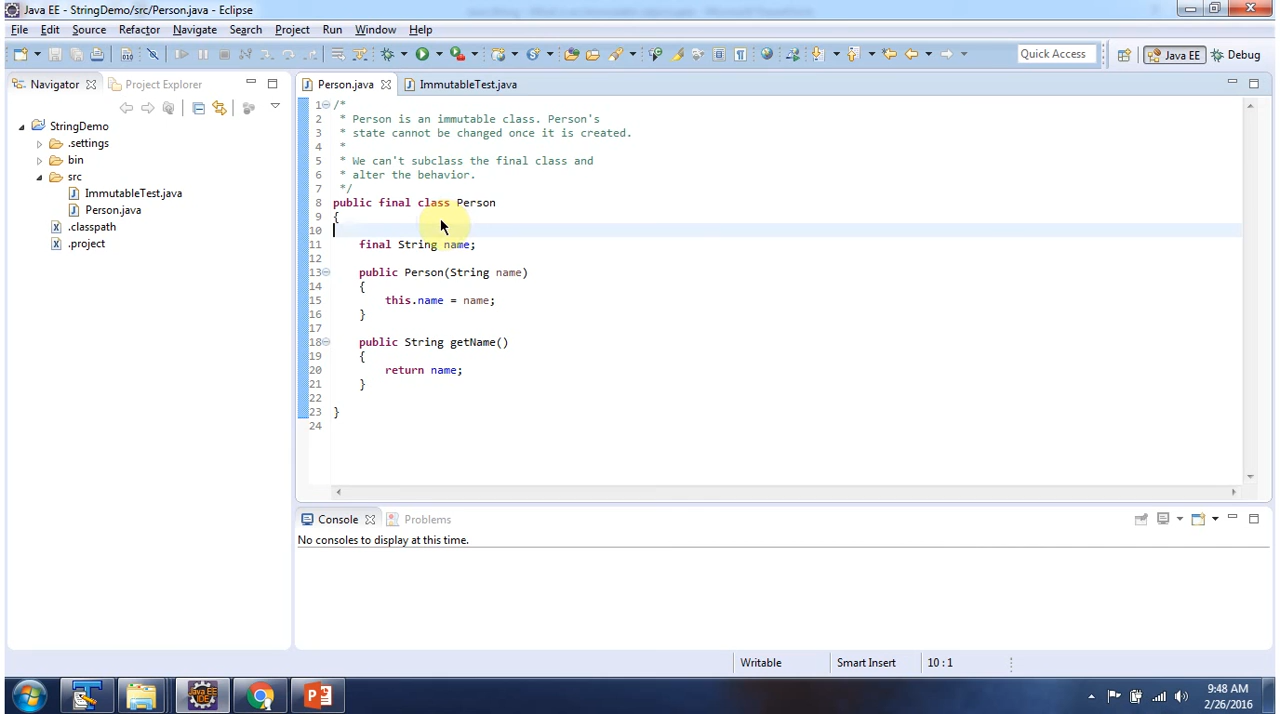 Java EE - StringDemo/src/Person.java - Eclipse
File Edit Source Refactor Navigate Search Project Run Window Help
Quick Access
Java EE
Debug
Navigator
Project Explorer
StringDemo
.settings
bin
src
ImmutableTest.java
Person.java
.classpath
.project
Person.java
ImmutableTest.java
1 /*
2 * Person is an immutable class. Person's
3 * state cannot be changed once it is created.
4 *
5 * We can't subclass the final class and
6 * alter the behavior.
7 */
8 public final class Person
9 {
10
11 final String name;
12
13 public Person(String name)
14 {
15 this.name = name;
16 }
17
18 public String getName()
19 {
20 return name;
21 }
22
23 }
24
Console
Problems
No consoles to display at this time.
Writable
Smart Insert
10 : 1
Java EE
IDE
9:48 AM
2/26/2016